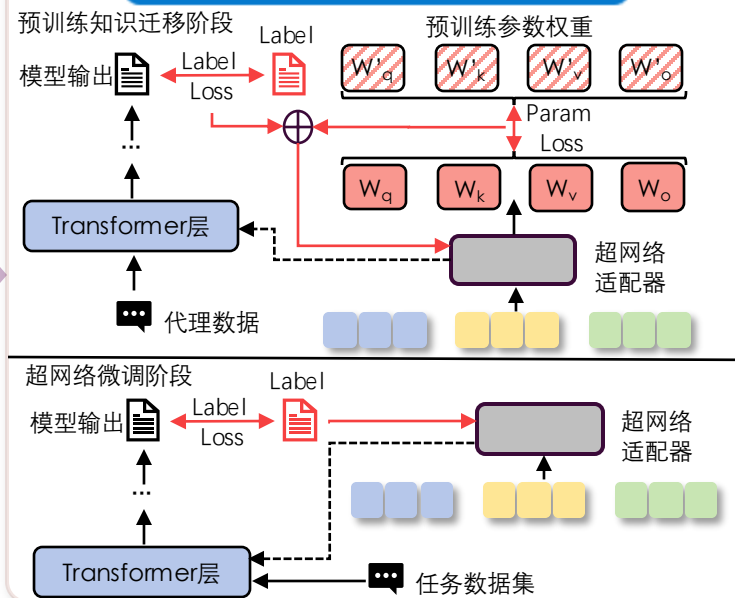 预训练知识迁移阶段
预训练参数权重
模型输出
Label
Loss
Label
W'q
W'k
W'v
W'o
Param
Loss
...
Wq
Wk
Wv
Wo
Transformer层
超网络
适配器
代理数据
超网络微调阶段
模型输出
Label
Loss
Label
超网络
适配器
...
Transformer层
任务数据集